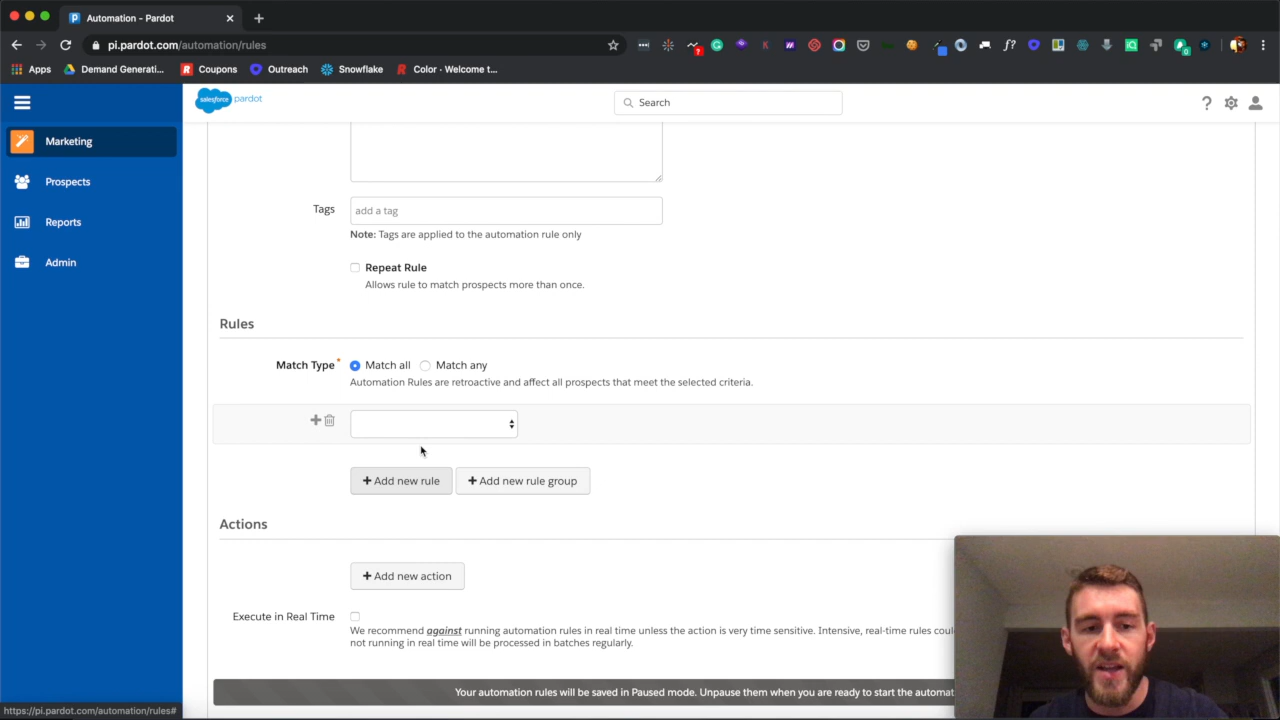 Automation - Pardot
pi.pardot.com/automation/rules
Apps
Demand Generati...
Coupons
Outreach
Snowflake
Color - Welcome t...
salesforce pardot
Search
Marketing
Prospects
Reports
Admin
Tags
add a tag
Note: Tags are applied to the automation rule only
Repeat Rule
Allows rule to match prospects more than once.
Rules
Match Type*
Match all
Match any
Automation Rules are retroactive and affect all prospects that meet the selected criteria.
+ Add new rule
+ Add new rule group
Actions
+ Add new action
Execute in Real Time
We recommend against running automation rules in real time unless the action is very time sensitive. Intensive, real-time rules coul
not running in real time will be processed in batches regularly.
Your automation rules will be saved in Paused mode. Unpause them when you are ready to start the automat
https://pi.pardot.com/automation/rules#